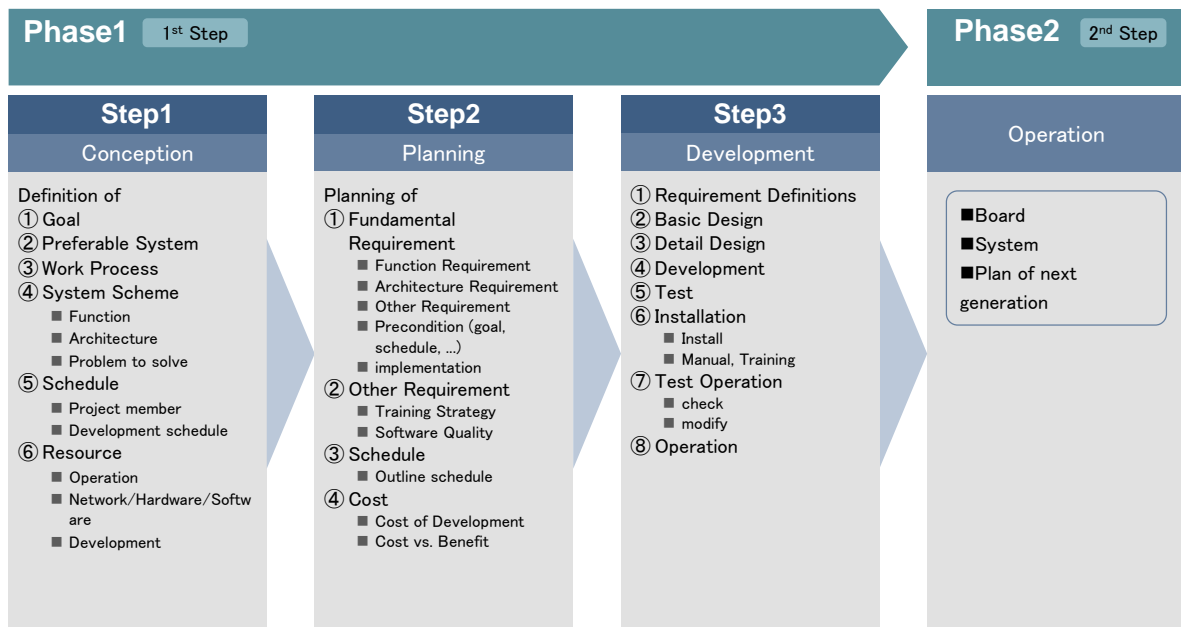 Phase1 1st Step
Phase2 2nd Step
Step1
Conception
Definition of
① Goal
② Preferable System
③ Work Process
④ System Scheme
■ Function
■ Architecture
■ Problem to solve
⑤ Schedule
■ Project member
■ Development schedule
⑥ Resource
■ Operation
■ Network/Hardware/Softw
are
■ Development
Step2
Planning
Planning of
① Fundamental
Requirement
■ Function Requirement
■ Architecture Requirement
■ Other Requirement
■ Precondition (goal,
schedule, ...)
■ implementation
② Other Requirement
■ Training Strategy
■ Software Quality
③ Schedule
■ Outline schedule
④ Cost
■ Cost of Development
■ Cost vs. Benefit
Step3
Development
① Requirement Definitions
② Basic Design
③ Detail Design
④ Development
⑤ Test
⑥ Installation
■ Install
■ Manual, Training
⑦ Test Operation
■ check
■ modify
⑧ Operation
Operation
■Board
■System
■Plan of next
generation